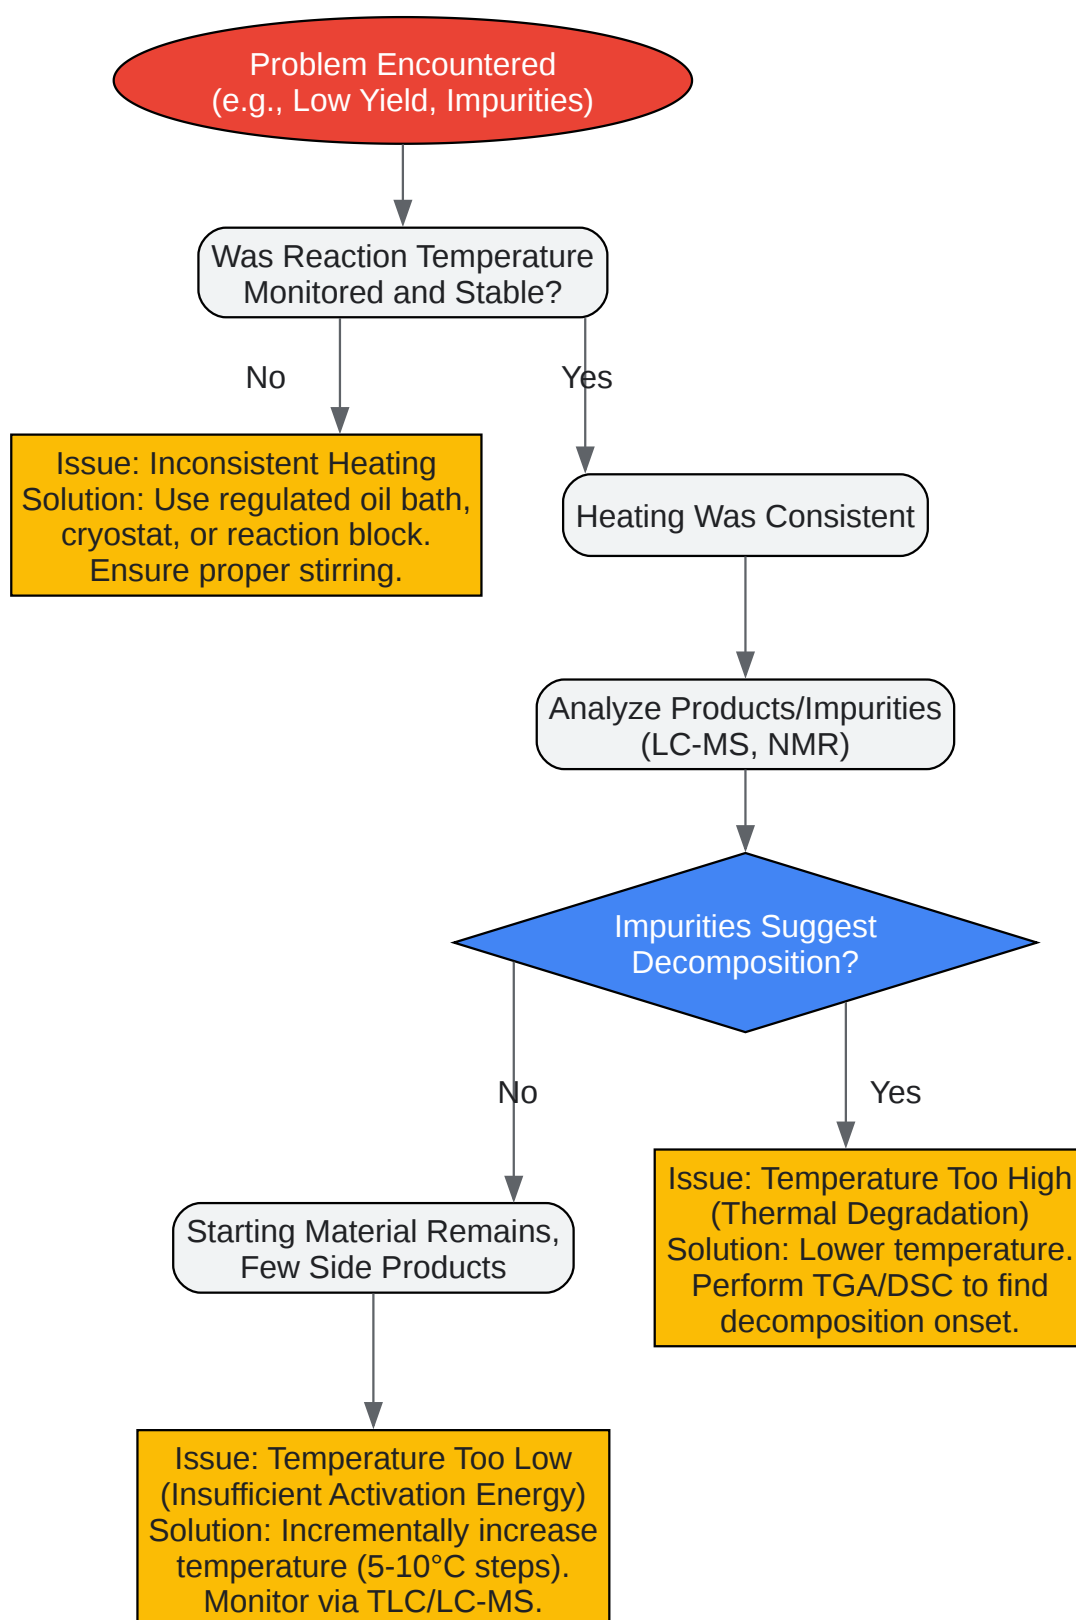 Problem Encountered
(e.g., Low Yield, Impurities)
Was Reaction Temperature
Monitored and Stable?
No
Yes
Issue: Inconsistent Heating
Solution: Use regulated oil bath,
cryostat, or reaction block.
Ensure proper stirring.
Heating Was Consistent
Analyze Products/Impurities
(LC-MS, NMR)
Impurities Suggest
Decomposition?
No
Yes
Issue: Temperature Too High
(Thermal Degradation)
Solution: Lower temperature.
Perform TGA/DSC to find
decomposition onset.
Starting Material Remains,
Few Side Products
Issue: Temperature Too Low
(Insufficient Activation Energy)
Solution: Incrementally increase
temperature (5-10°C steps).
Monitor via TLC/LC-MS.